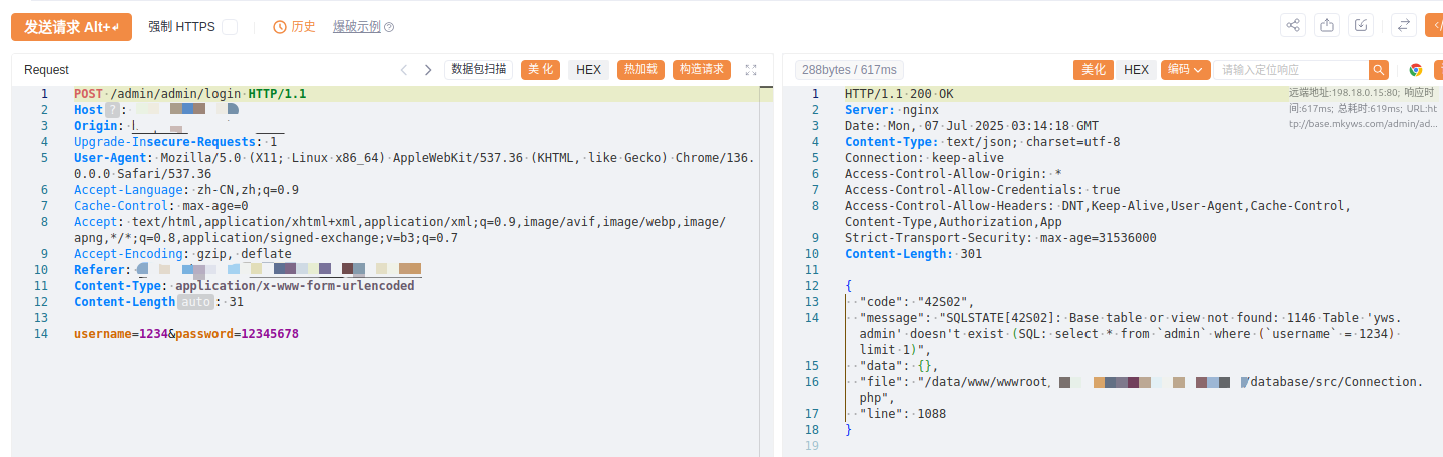 发送请求 Alt+↲ 强制 HTTPS 历史 爆破示例
Request 数据包扫描 美 化 HEX 热加载 构造请求
1 POST /admin/admin/login HTTP/1.1
2 Host ? :
3 Origin:
4 Upgrade-Insecure-Requests: 1
5 User-Agent: Mozilla/5.0 (X11; Linux x86_64) AppleWebKit/537.36 (KHTML, like Gecko) Chrome/136.
0.0.0 Safari/537.36
6 Accept-Language: zh-CN,zh;q=0.9
7 Cache-Control: max-age=0
8 Accept: text/html,application/xhtml+xml,application/xml;q=0.9,image/avif,image/webp,image/
apng,*/*;q=0.8,application/signed-exchange;v=b3;q=0.7
9 Accept-Encoding: gzip, deflate
10 Referer:
11 Content-Type: application/x-www-form-urlencoded
12 Content-Length auto : 31
13
14 username=1234&password=12345678
288bytes / 617ms 美化 HEX 编码 请输入定位响应
远端地址:198.18.0.15:80; 响应时
间:617ms; 总耗时:619ms; URL:ht
tp://base.mkyws.com/admin/ad...
1 HTTP/1.1 200 OK
2 Server: nginx
3 Date: Mon, 07 Jul 2025 03:14:18 GMT
4 Content-Type: text/json; charset=utf-8
5 Connection: keep-alive
6 Access-Control-Allow-Origin: *
7 Access-Control-Allow-Credentials: true
8 Access-Control-Allow-Headers: DNT,Keep-Alive,User-Agent,Cache-Control,
Content-Type,Authorization,App
9 Strict-Transport-Security: max-age=31536000
10 Content-Length: 301
11
12 {
13 "code": "42S02",
14 "message": "SQLSTATE[42S02]: Base table or view not found: 1146 Table 'yws.
admin' doesn't exist (SQL: select * from `admin` where (`username` = 1234)
limit 1)",
15 "data": {},
16 "file": "/data/www/wwwroot, /database/src/Connection.
php",
17 "line": 1088
18 }
19